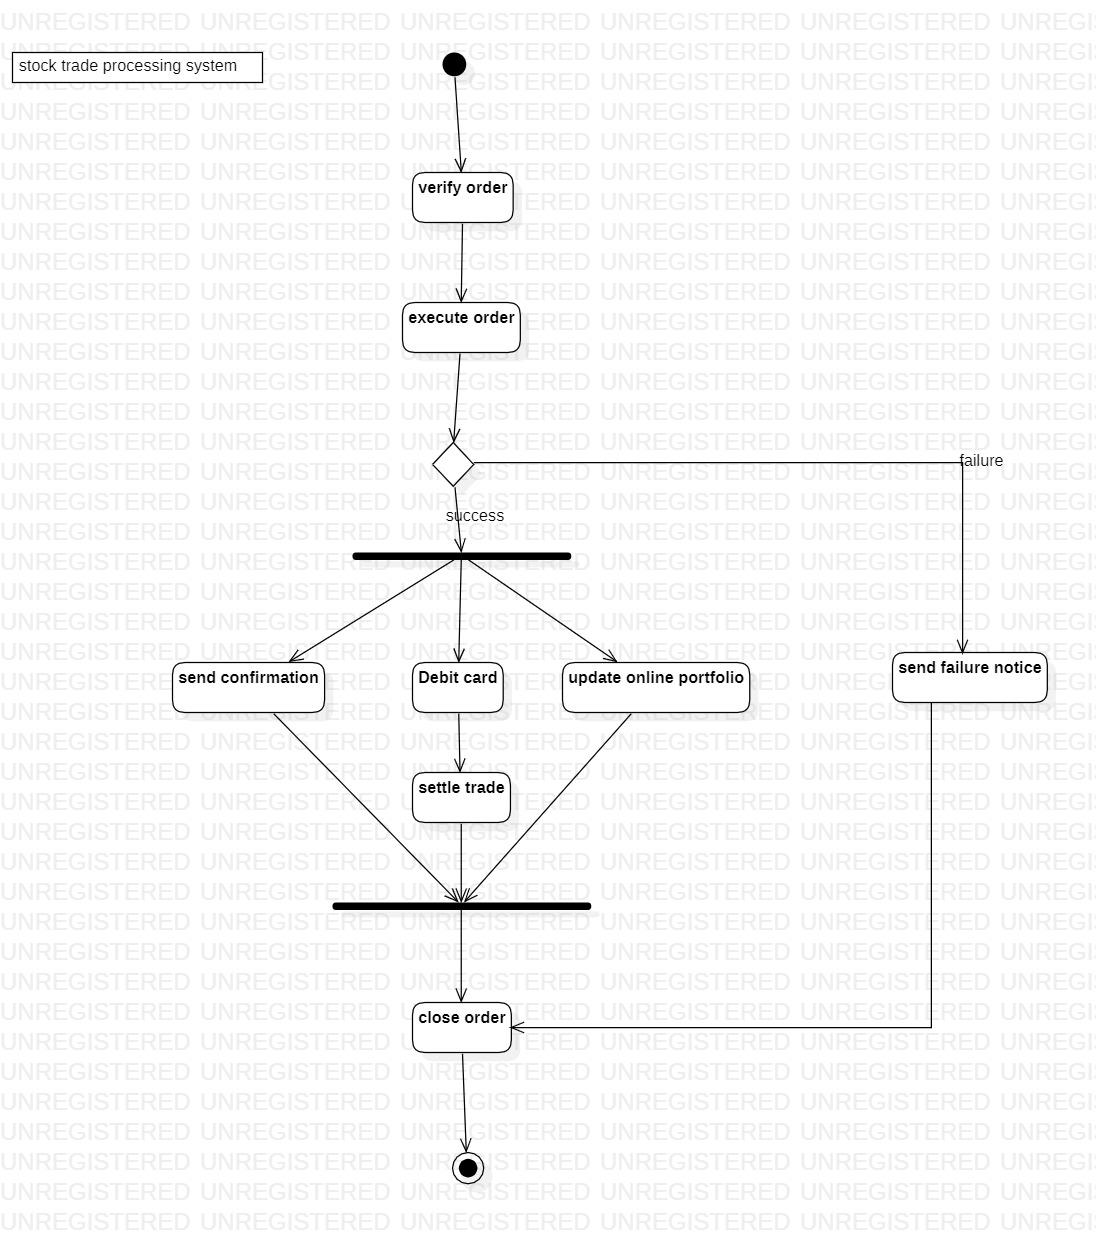 stock trade processing system
verify order
execute order
failure
success
send confirmation
Debit card
update online portfolio
send failure notice
settle trade
close order
UNREGISTERED